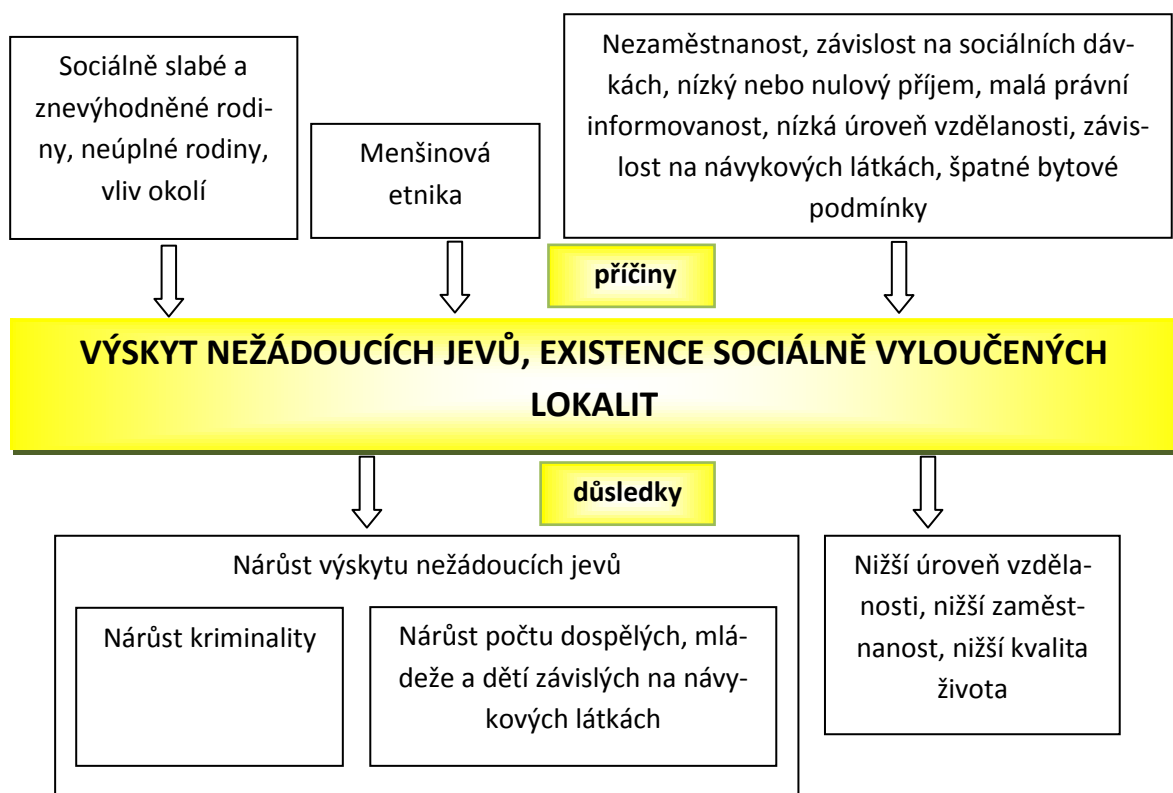 Sociálně slabé a
znevýhodněné rodi-
ny, neúplné rodiny,
vliv okolí
Menšinová
etnika
Nezaměstnanost, závislost na sociálních dáv-
kách, nízký nebo nulový příjem, malá právní
informovanost, nízká úroveň vzdělanosti, závis-
lost na návykových látkách, špatné bytové
podmínky
příčiny
VÝSKYT NEŽÁDOUCÍCH JEVŮ, EXISTENCE SOCIÁLNĚ VYLOUČENÝCH
LOKALIT
důsledky
Nárůst výskytu nežádoucích jevů
Nárůst kriminality
Nárůst počtu dospělých, mlá-
deže a dětí závislých na návy-
kových látkách
Nižší úroveň vzděla-
nosti, nižší zaměst-
nanost, nižší kvalita
života